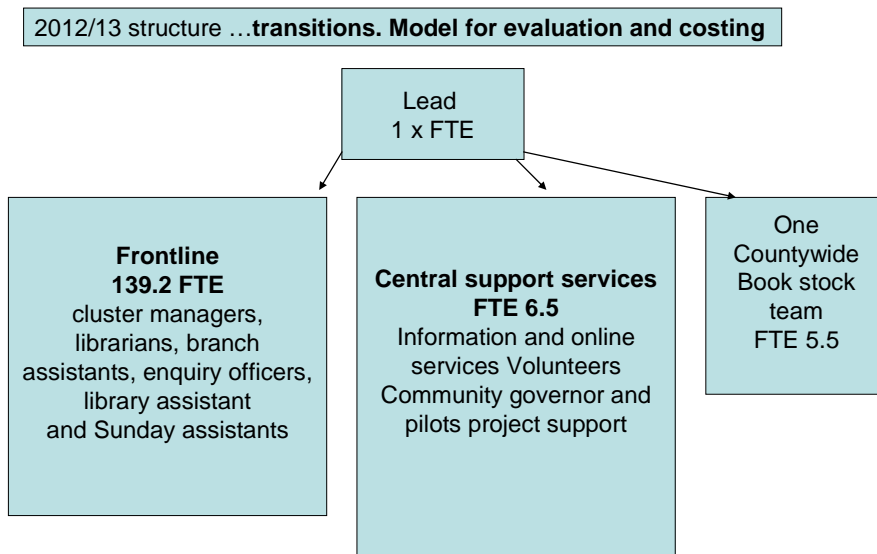 2012/13 structure …transitions. Model for evaluation and costing
Lead
1 x FTE
Frontline
139.2 FTE
cluster managers,
librarians, branch
assistants, enquiry officers,
library assistant
and Sunday assistants
Central support services
FTE 6.5
Information and online
services Volunteers
Community governor and
pilots project support
One
Countywide
Book stock
team
FTE 5.5